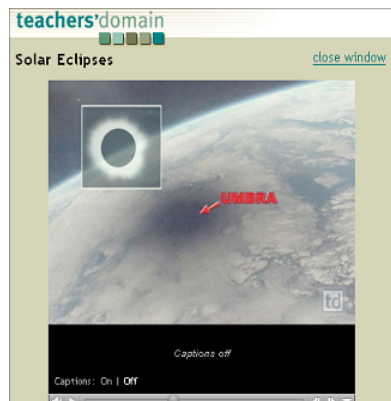 teachers'domain
Solar Eclipses
close window
UMBRA
td
Captions off
Captions: On | Off